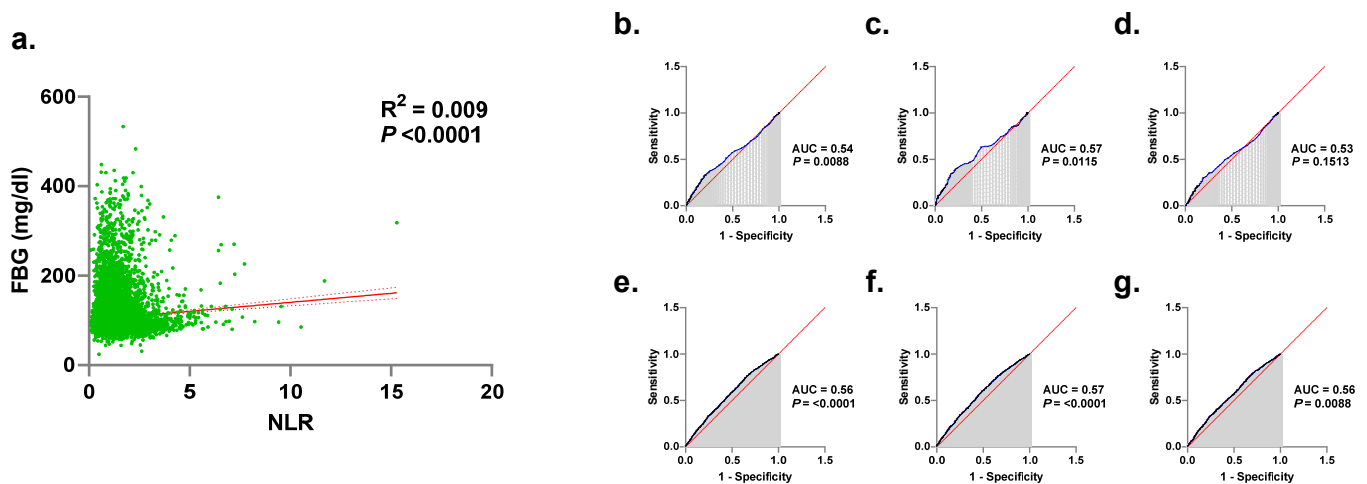 a.
R² = 0.009
P <0.0001
FBG (mg/dl)
600
400
200
0
0 5 10 15 20
NLR
b.
Sensitivity
1.5
1.0
0.5
0.0
0.0 0.5 1.0 1.5
1 - Specificity
AUC = 0.54
P = 0.0088
c.
Sensitivity
1.5
1.0
0.5
0.0
0.0 0.5 1.0 1.5
1 - Specificity
AUC = 0.57
P = 0.0115
d.
Sensitivity
1.5
1.0
0.5
0.0
0.0 0.5 1.0 1.5
1 - Specificity
AUC = 0.53
P = 0.1513
e.
Sensitivity
1.5
1.0
0.5
0.0
0.0 0.5 1.0 1.5
1 - Specificity
AUC = 0.56
P = <0.0001
f.
Sensitivity
1.5
1.0
0.5
0.0
0.0 0.5 1.0 1.5
1 - Specificity
AUC = 0.57
P = <0.0001
g.
Sensitivity
1.5
1.0
0.5
0.0
0.0 0.5 1.0 1.5
1 - Specificity
AUC = 0.56
P = 0.0088